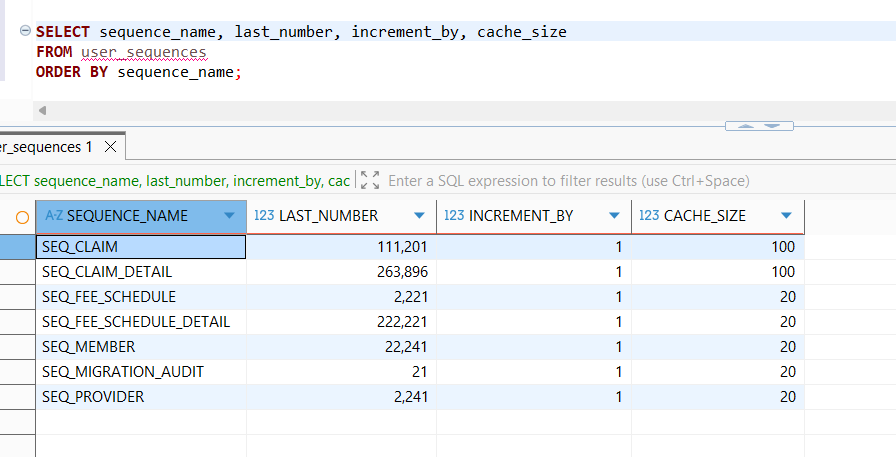 SELECT sequence_name, last_number, increment_by, cache_size
FROM user_sequences
ORDER BY sequence_name;
er_sequences 1
LECT sequence_name, last_number, increment_by, cac Enter a SQL expression to filter results (use Ctrl+Space)
A-Z SEQUENCE_NAME 123 LAST_NUMBER 123 INCREMENT_BY 123 CACHE_SIZE
SEQ_CLAIM 111,201 1 100
SEQ_CLAIM_DETAIL 263,896 1 100
SEQ_FEE_SCHEDULE 2,221 1 20
SEQ_FEE_SCHEDULE_DETAIL 222,221 1 20
SEQ_MEMBER 22,241 1 20
SEQ_MIGRATION_AUDIT 21 1 20
SEQ_PROVIDER 2,241 1 20